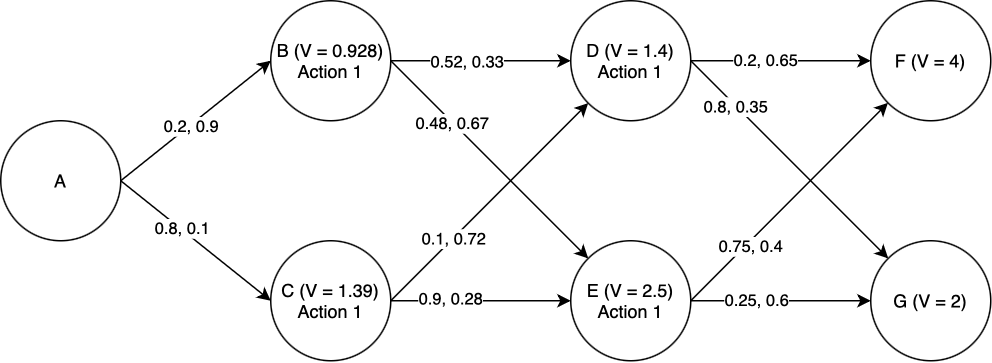 B (V = 0.928)
Action 1
D (V = 1.4)
Action 1
F (V = 4)
0.52, 0.33
0.2, 0.65
0.2, 0.9
0.48, 0.67
0.8, 0.35
A
0.8, 0.1
0.1, 0.72
0.75, 0.4
C (V = 1.39)
Action 1
E (V = 2.5)
Action 1
G (V = 2)
0.9, 0.28
0.25, 0.6